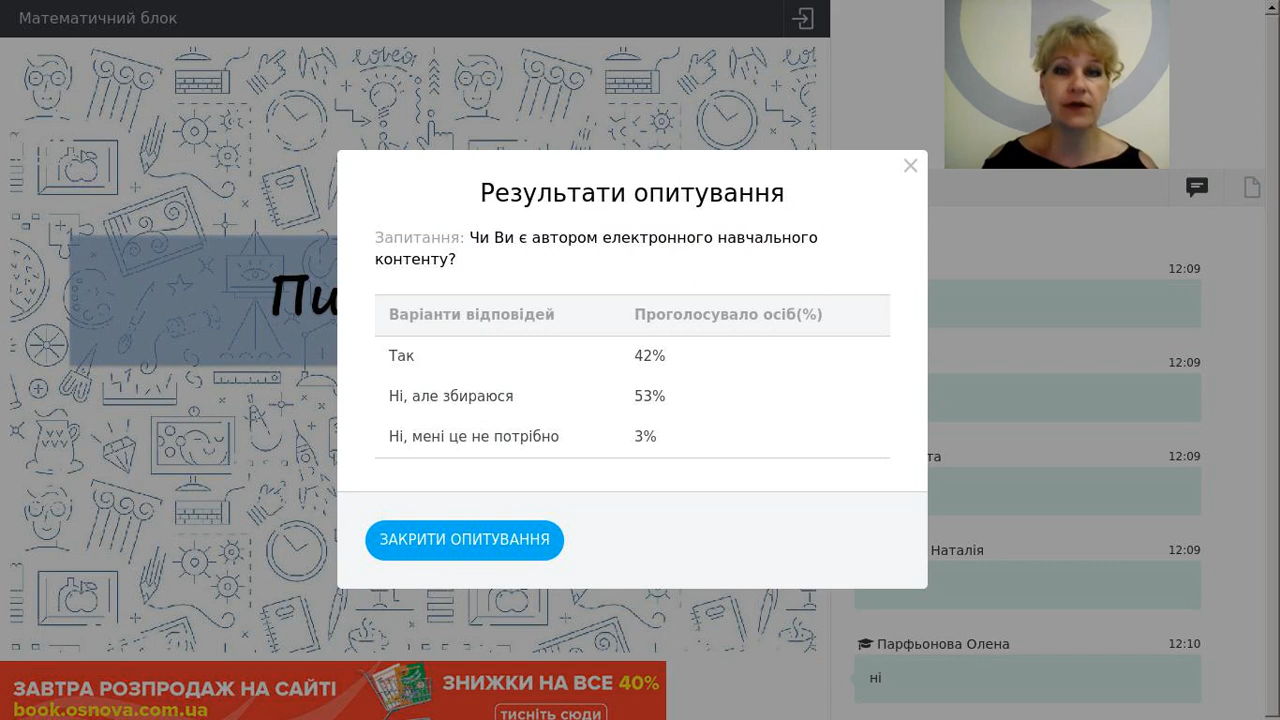 Математичний блок
Результати опитування
Запитання: Чи Ви є автором електронного навчального
контенту?
Варіанти відповідей Проголосувало осіб(%)
Так 42%
Ні, але збираюся 53%
Ні, мені це не потрібно 3%
ЗАКРИТИ ОПИТУВАННЯ
Пи
12:09
12:09
та 12:09
Наталія 12:09
Парфьонова Олена 12:10
ні
ЗАВТРА РОЗПРОДАЖ НА САЙТІ
book.osnova.com.ua
ЗНИЖКИ НА ВСЕ 40%
тисніть сюди